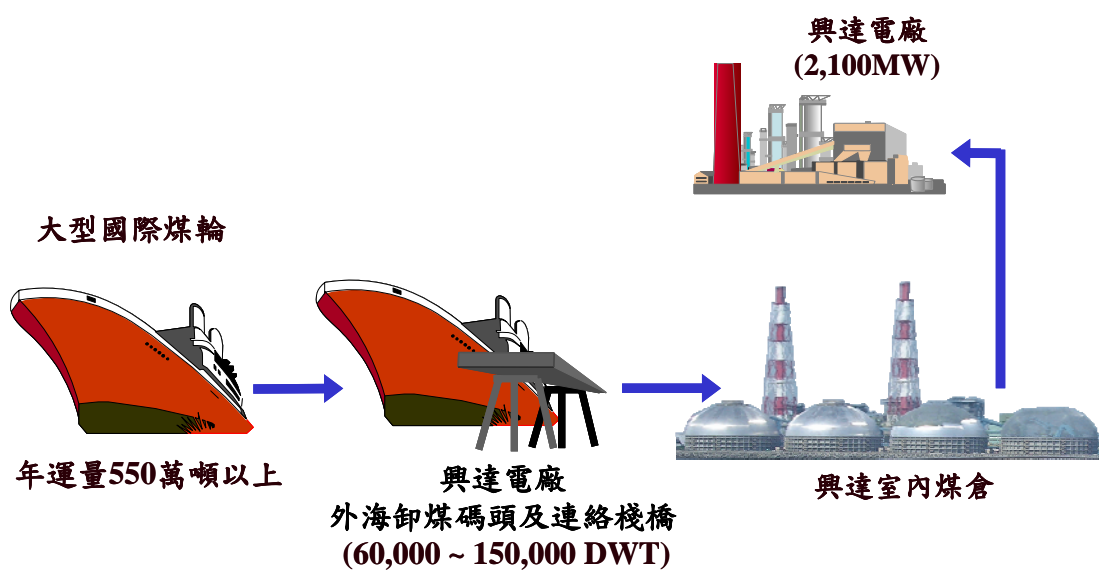 興達電廠
(2,100MW)
大型國際煤輪
年運量550萬噸以上
興達電廠
外海卸煤碼頭及連絡棧橋
(60,000 ~ 150,000 DWT)
興達室內煤倉